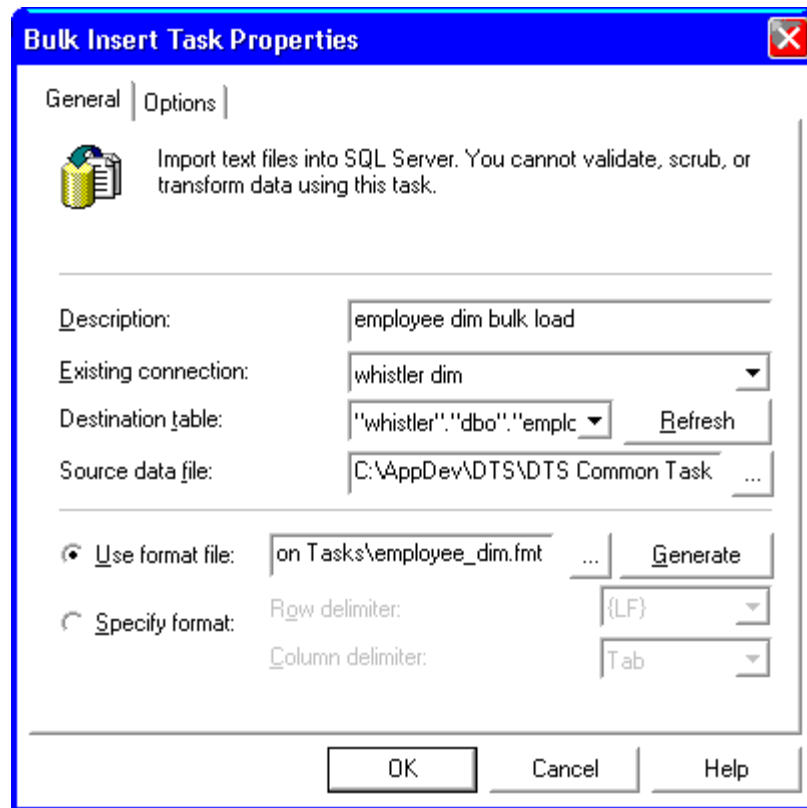 Bulk Insert Task Properties
General Options
Import text files into SQL Server. You cannot validate, scrub, or
transform data using this task.
Description: employee dim bulk load
Existing connection: whistler dim
Destination table: "whistler"."dbo"."emplc Refresh
Source data file: C:\AppDev\DTS\DTS Common Task ...
Use format file: on Tasks\employee_dim.fmt ... Generate
Specify format: Row delimiter: {LF}
Column delimiter: Tab
OK Cancel Help